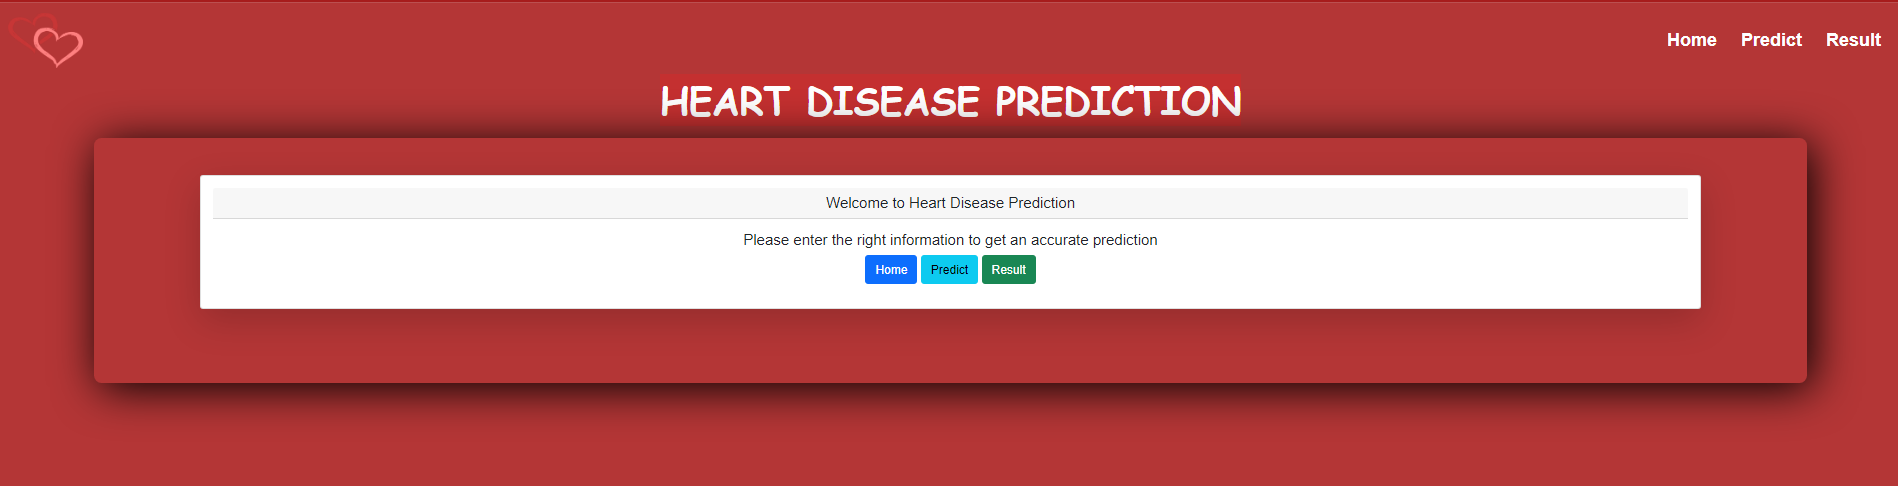 Home Predict Result
HEART DISEASE PREDICTION
Welcome to Heart Disease Prediction
Please enter the right information to get an accurate prediction
Home Predict Result